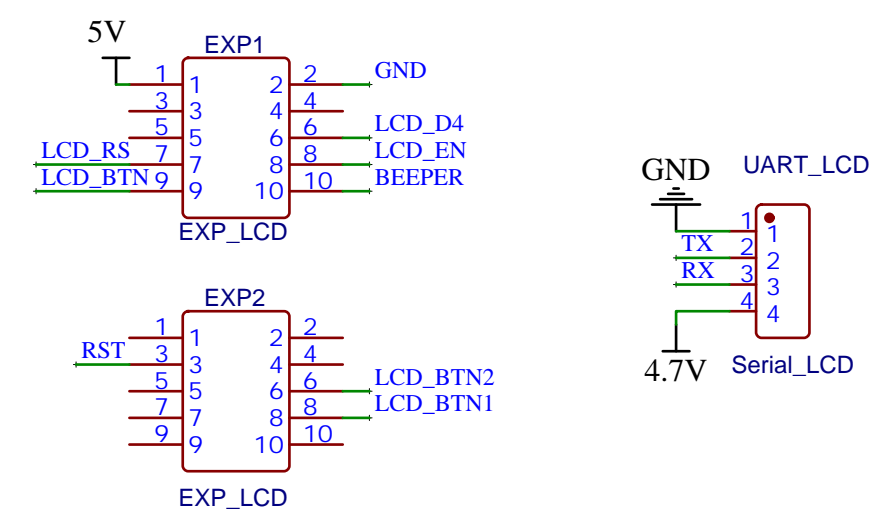 5V
EXP1
1 1 2 2 GND
3 3 4 4
5 5 6 6 LCD_D4
LCD_RS 7 7 8 8 LCD_EN
LCD_BTN 9 9 10 10 BEEPER
EXP_LCD
EXP2
1 1 2 2
RST 3 3 4 4
5 5 6 6 LCD_BTN2
7 7 8 8 LCD_BTN1
9 9 10 10
EXP_LCD
GND UART_LCD
1 1
TX 2 2
RX 3 3
4 4
4.7V Serial_LCD